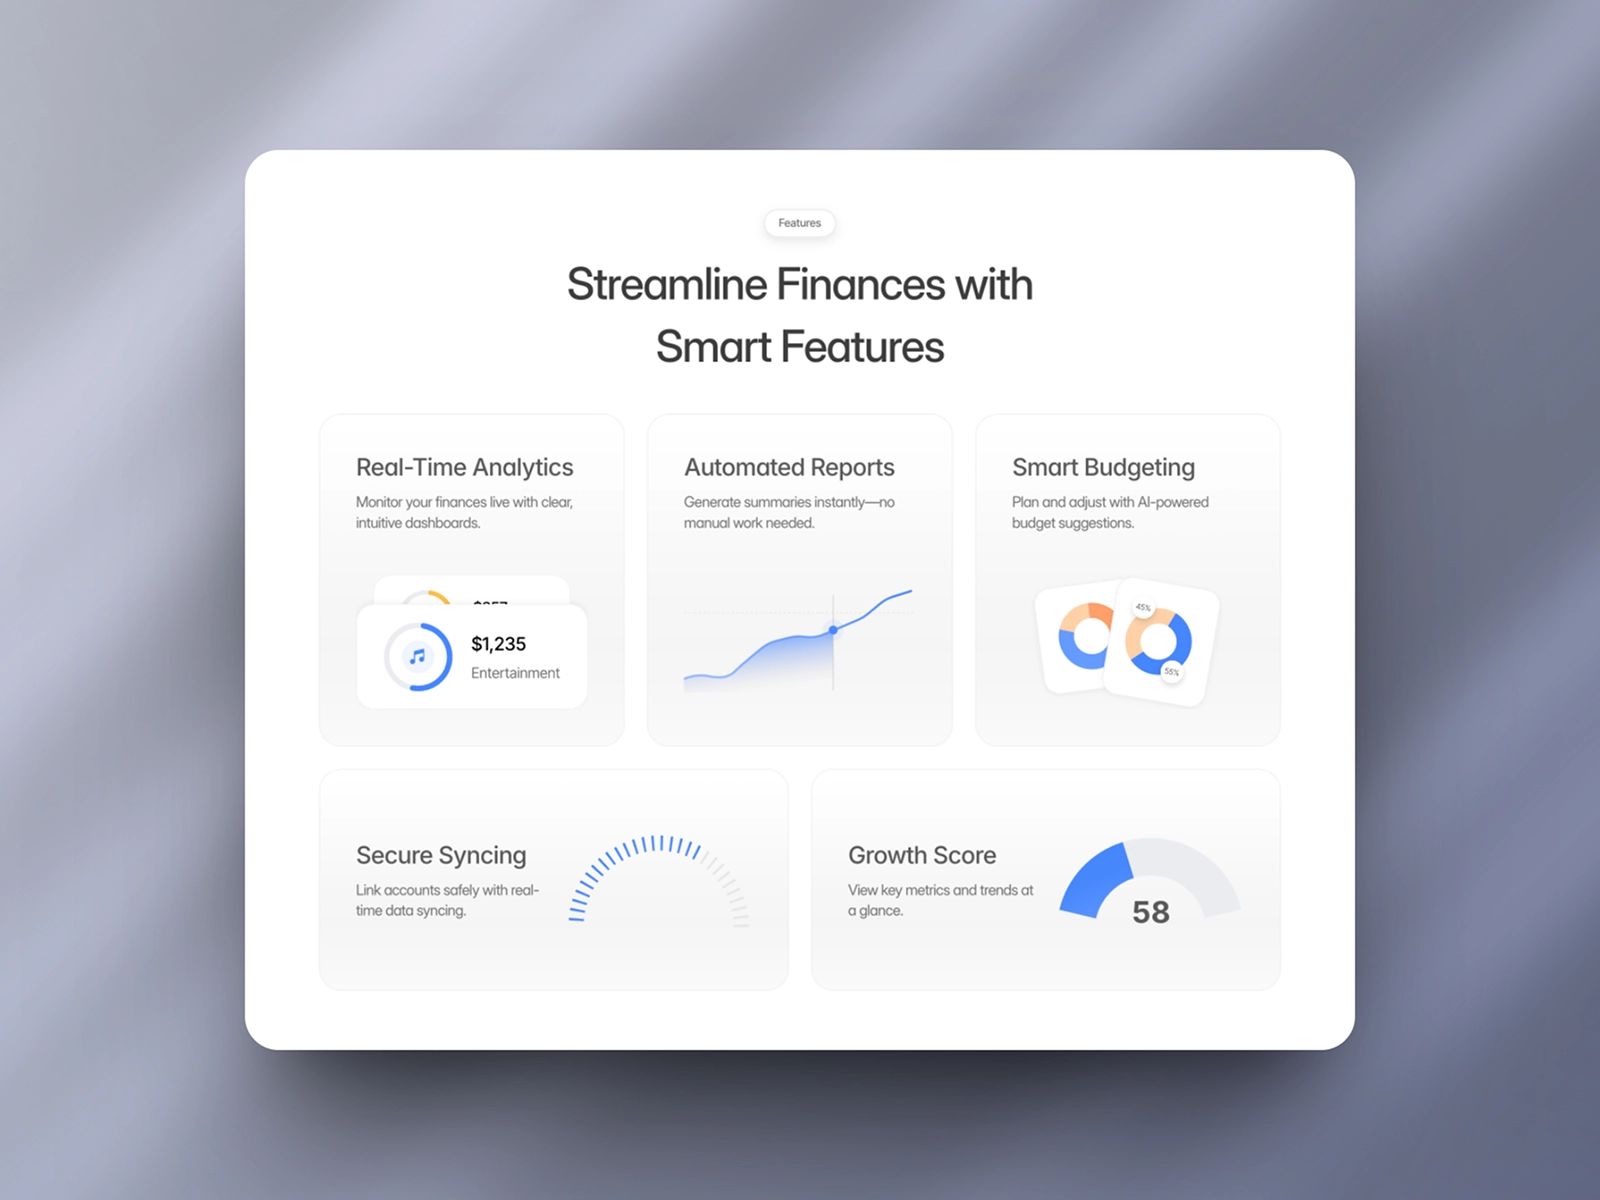 Features
Streamline Finances with
Smart Features
Real-Time Analytics
Monitor your finances live with clear,
intuitive dashboards.
$1,235
Entertainment
Automated Reports
Generate summaries instantly—no
manual work needed.
Smart Budgeting
Plan and adjust with AI-powered
budget suggestions.
45%
55%
Secure Syncing
Link accounts safely with real-
time data syncing.
Growth Score
View key metrics and trends at
a glance.
58